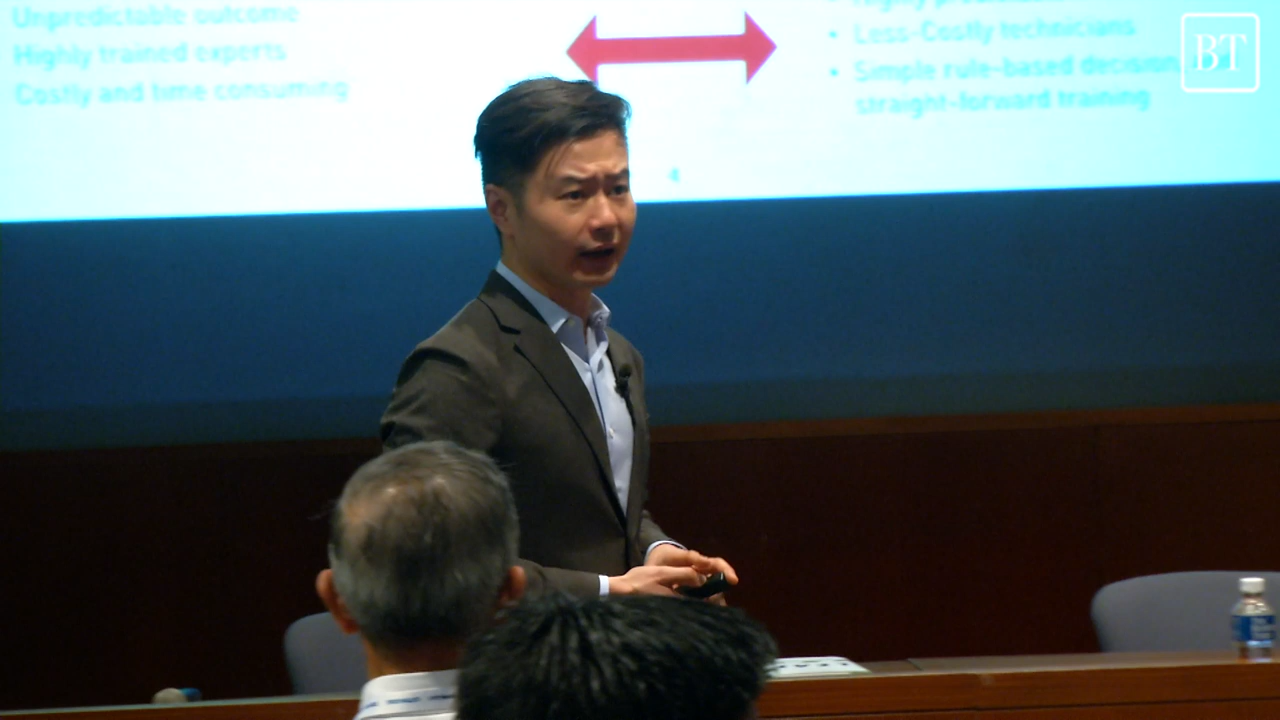 Unpredictable outcome
Highly trained experts
Costly and time consuming
Highly
• Less-Costly technicians
• Simple rule-based decision
straight-forward training
BT